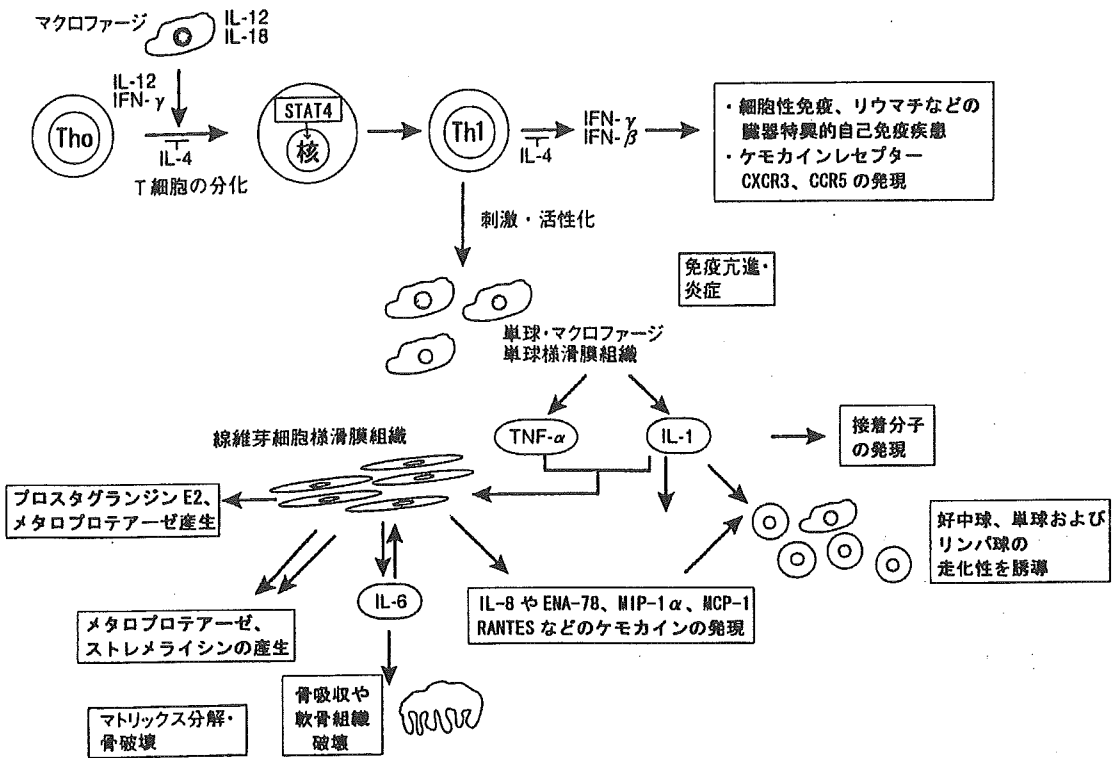 マクロファージ
IL-12
IL-18
IL-12
IFN-γ
Tho
IL-4
T細胞の分化
STAT4
核
Th1
IL-4
IFN-γ
IFN-β
・細胞性免疫、リウマチなどの
臓器特異的自己免疫疾患
・ケモカインレセプター
CXCR3、CCR5の発現
刺激・活性化
免疫亢進・
炎症
単球・マクロファージ
単球様滑膜組織
TNF-α
IL-1
接着分子
の発現
線維芽細胞様滑膜組織
プロスタグランジンE2、
メタロプロテアーゼ産生
好中球、単球および
リンパ球の
走化性を誘導
IL-6
IL-8やENA-78、MIP-1α、MCP-1
RANTESなどのケモカインの発現
メタロプロテアーゼ、
ストレメライシンの産生
骨吸収や
軟骨組織
破壊
マトリックス分解・
骨破壊